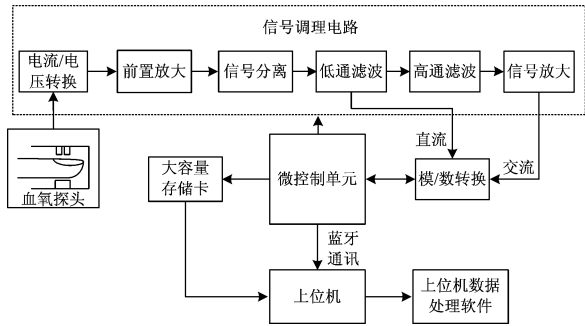 信号调理电路
电流/电
压转换
前置放大
信号分离
低通滤波
高通滤波
信号放大
直流
交流
血氧探头
大容量
存储卡
微控制单元
模/数转换
蓝牙
通讯
上位机
上位机数据
处理软件